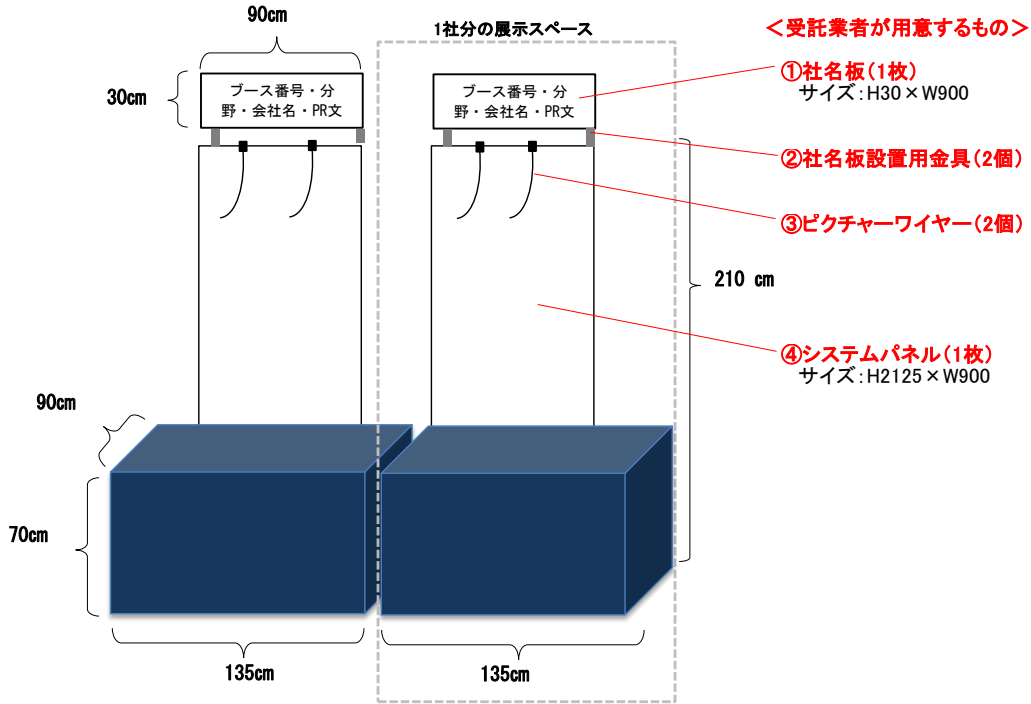 90cm
1社分の展示スペース
＜受託業者が用意するもの＞
30cm
ブース番号・分
野・会社名・PR文
ブース番号・分
野・会社名・PR文
①社名板（1枚）
サイズ：H30×W900
②社名板設置用金具（2個）
③ピクチャーワイヤー（2個）
210 cm
④システムパネル（1枚）
サイズ：H2125×W900
90cm
70cm
135cm
135cm